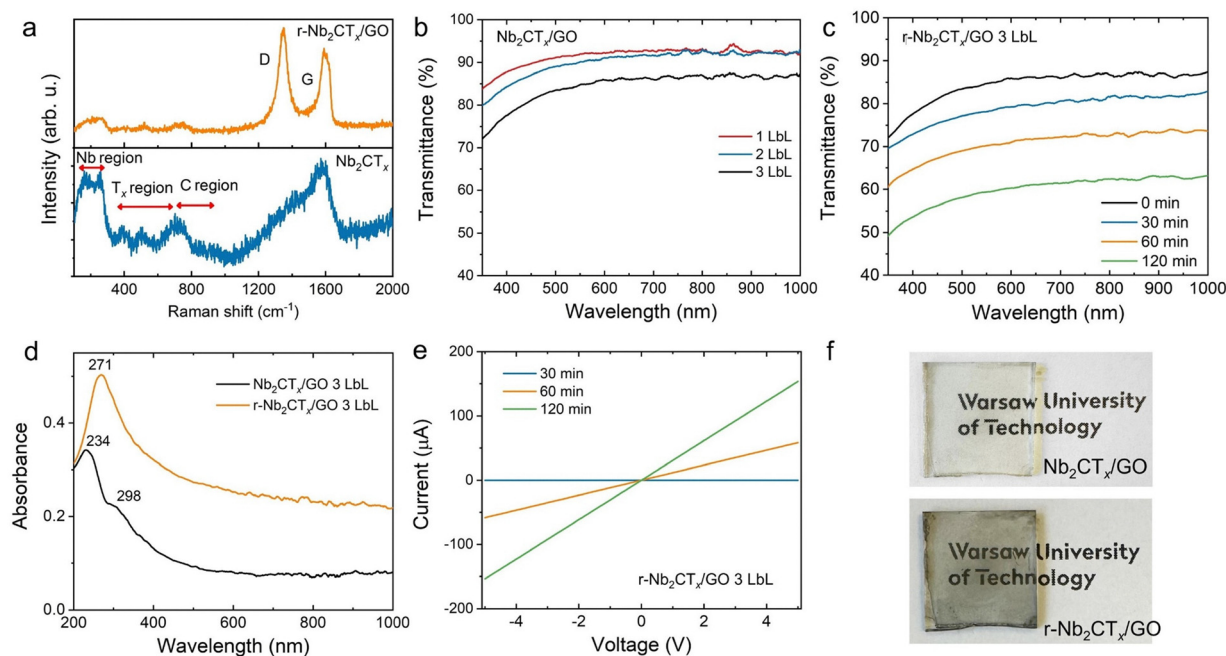 a
r-Nb₂CTₓ/GO
D
G
Nb₂CTₓ
Nb region
Tₓ region
C region
Intensity (arb. u.)
400 800 1200 1600 2000
Raman shift (cm⁻¹)
b
Nb₂CTₓ/GO
100
90
80
70
60
50
40
Transmittance (%)
1 LbL
2 LbL
3 LbL
400 500 600 700 800 900 1000
Wavelength (nm)
c
r-Nb₂CTₓ/GO 3 LbL
100
90
80
70
60
50
40
Transmittance (%)
0 min
30 min
60 min
120 min
400 500 600 700 800 900 1000
Wavelength (nm)
d
271
234
298
Nb₂CTₓ/GO 3 LbL
r-Nb₂CTₓ/GO 3 LbL
0.4
0.2
0.0
Absorbance
200 300 400 500 600 700 800 900 1000
Wavelength (nm)
e
200
150
100
50
0
-50
-100
-150
-200
Current (μA)
30 min
60 min
120 min
r-Nb₂CTₓ/GO 3 LbL
-4 -2 0 2 4
Voltage (V)
f
Warsaw University
of Technology
Nb₂CTₓ/GO
Warsaw University
of Technology
r-Nb₂CTₓ/GO